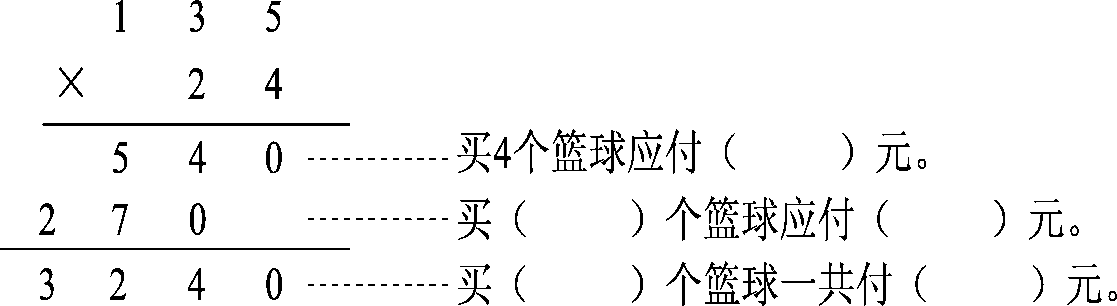 1 3 5
× 2 4
5 4 0 ----------- 买4个篮球应付（　　）元。
2 7 0 ----------- 买（　　）个篮球应付（　　）元。
3 2 4 0 ----------- 买（　　）个篮球一共付（　　）元。